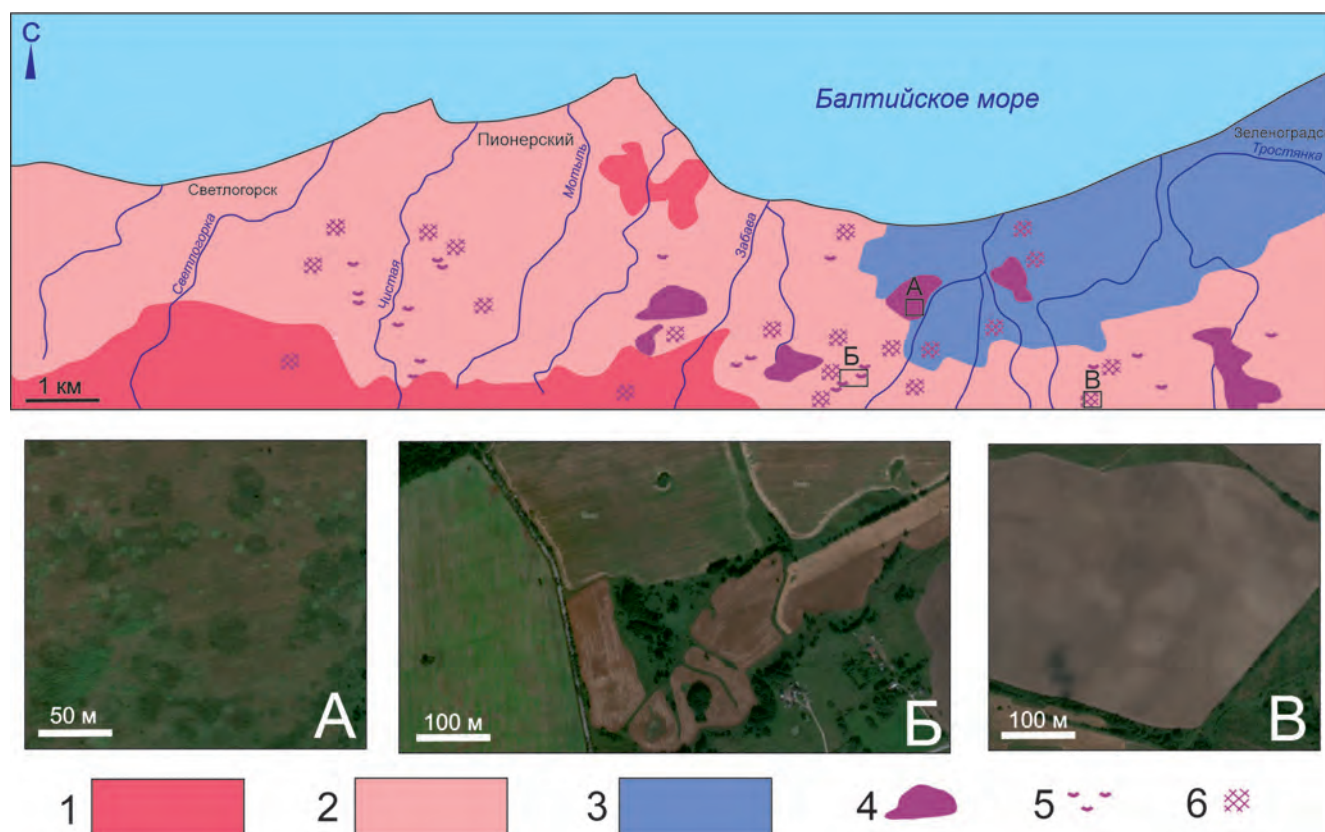 С
Балтийское море
Зеленоградс
Тростянка
Пионерский
Мотыль
Светлогорск
Светлогорка
Чистая
Забава
А
Б
В
1 км
50 м
А
100 м
Б
100 м
В
1
2
3
4
5
6